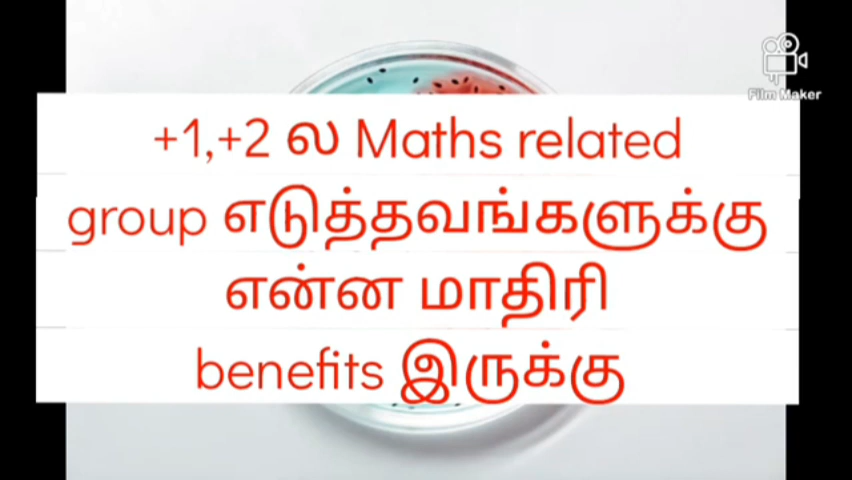 Film Maker
+1,+2 ல Maths related
group எடுத்தவங்களுக்கு
என்ன மாதிரி
benefits இருக்கு